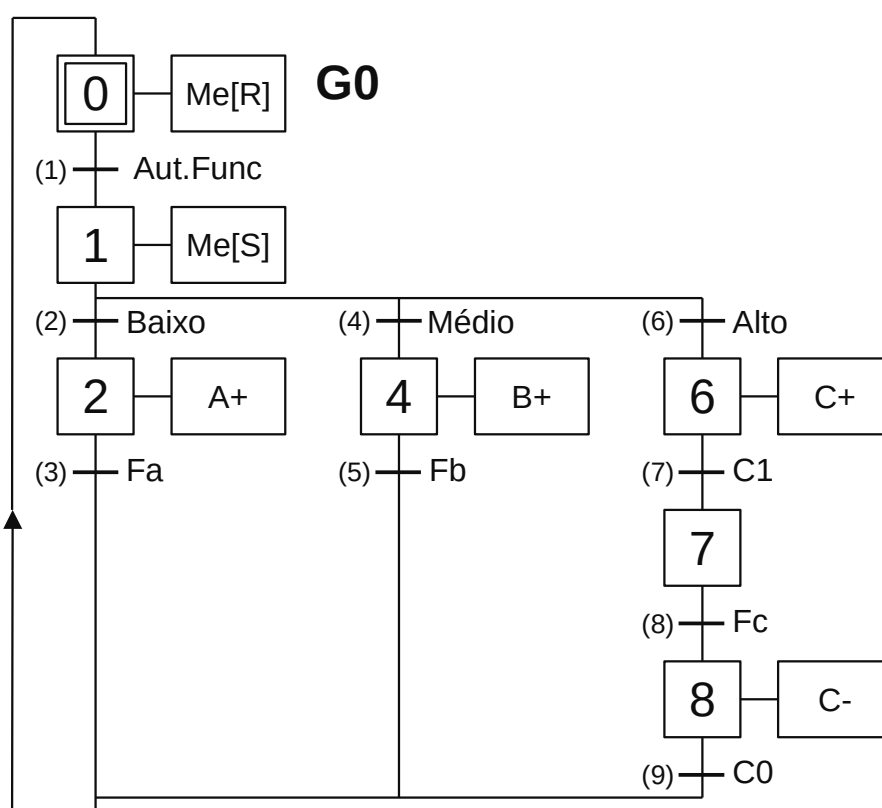 0 Me[R] G0
(1) Aut.Func
1 Me[S]
(2) Baixo (4) Médio (6) Alto
2 A+ 4 B+ 6 C+
(3) Fa (5) Fb (7) C1
7
(8) Fc
8 C-
(9) C0